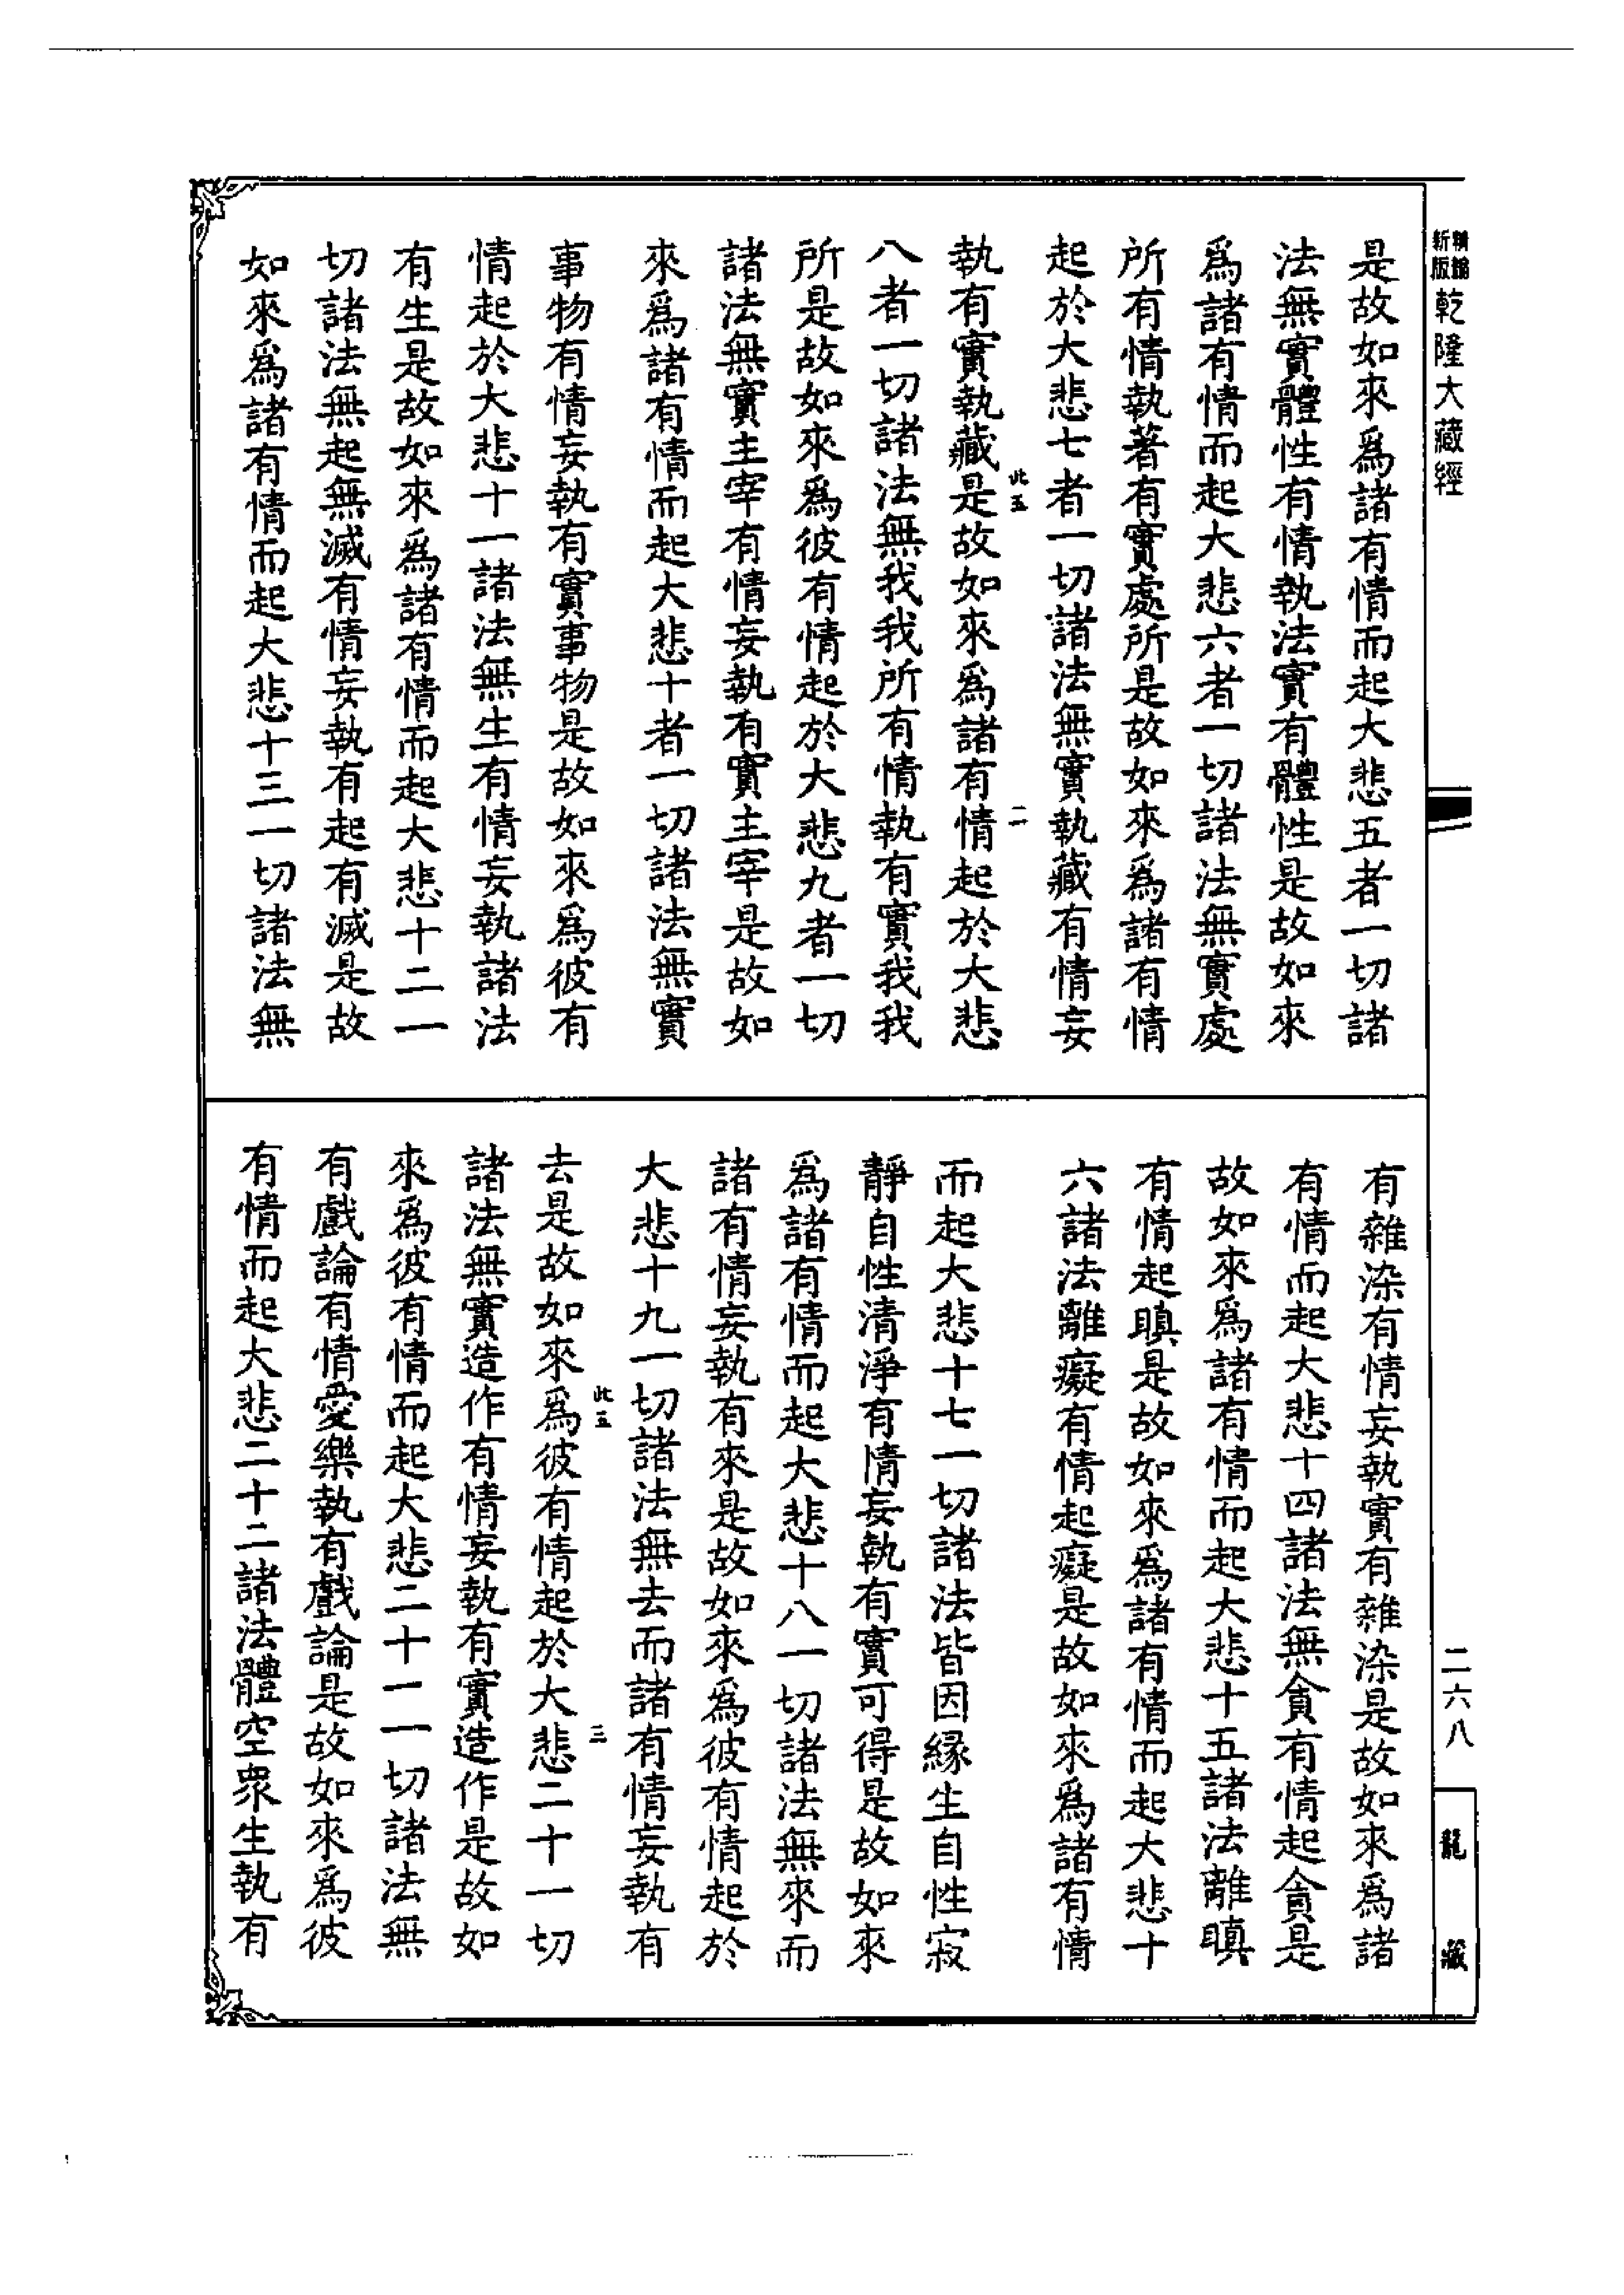 精編新版乾隆大藏經
是故如來爲諸有情而起大悲五者一切諸
法無實體性有情執法實有體性是故如來
爲諸有情而起大悲六者一切諸法無實處
所有情執著有實處所是故如來爲諸有情
起於大悲七者一切諸法無實執藏有情妄
此五 二
執有實執藏是故如來爲諸有情起於大悲
八者一切諸法無我我所有情執有實我我
所是故如來爲彼有情起於大悲九者一切
諸法無實主宰有情妄執有實主宰是故如
來爲諸有情而起大悲十者一切諸法無實
事物有情妄執有實事物是故如來爲彼有
情起於大悲十一諸法無生有情妄執諸法
有生是故如來爲諸有情而起大悲十二一
切諸法無起無滅有情妄執有起有滅是故
如來爲諸有情而起大悲十三一切諸法無
有雜染有情妄執實有雜染是故如來爲諸
有情而起大悲十四諸法無貪有情起貪是
故如來爲諸有情而起大悲十五諸法離瞋
有情起瞋是故如來爲諸有情而起大悲十
六諸法離癡有情起癡是故如來爲諸有情
而起大悲十七一切諸法皆因緣生自性寂
靜自性清淨有情妄執有實可得是故如來
爲諸有情而起大悲十八一切諸法無來而
諸有情妄執有來是故如來爲彼有情起於
大悲十九一切諸法無去而諸有情妄執有
此五 三
去是故如來爲彼有情起於大悲二十一切
諸法無實造作有情妄執有實造作是故如
來爲彼有情而起大悲二十一一切諸法無
有戲論有情愛樂執有戲論是故如來爲彼
有情而起大悲二十二諸法體空眾生執有
二六八
龍藏